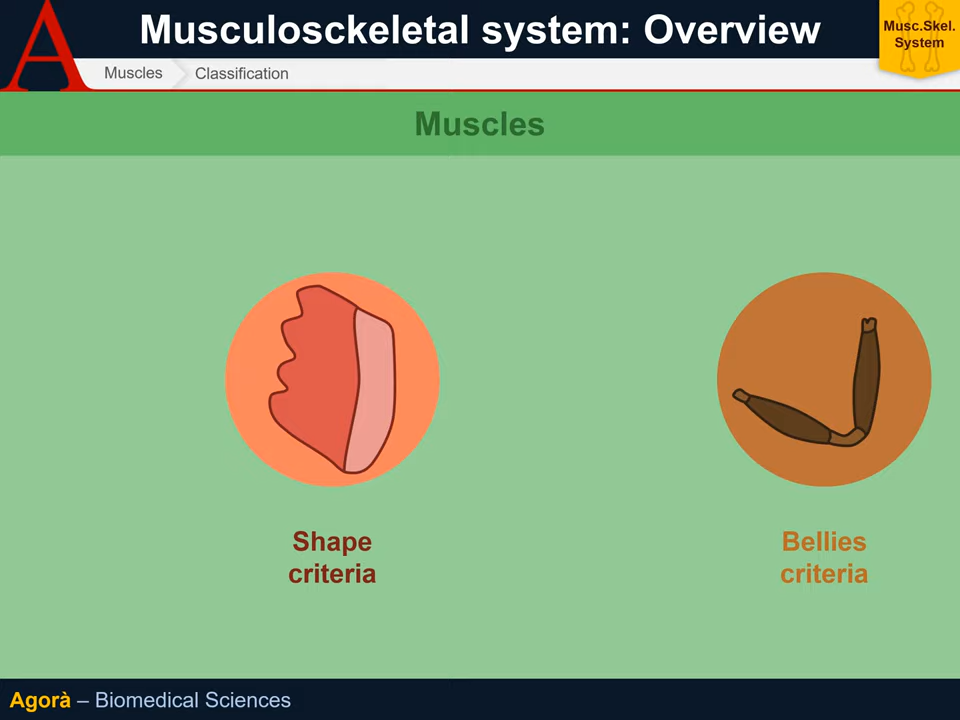 A
Musculosckeletal system: Overview
Musc.Skel.
System
Muscles
Classification
Muscles
Shape
criteria
Bellies
criteria
Agorà – Biomedical Sciences